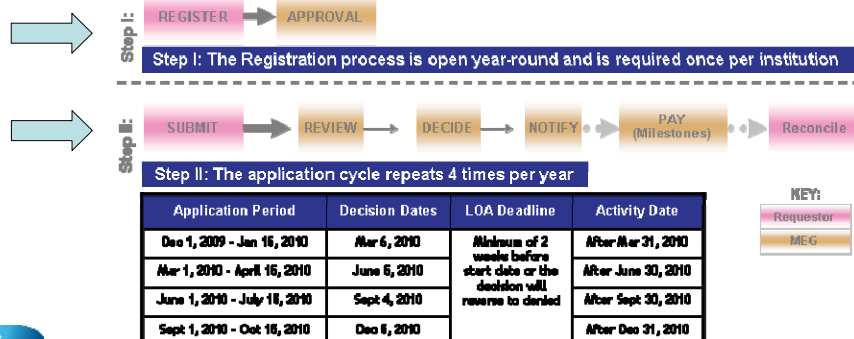 Step I:
REGISTER
APPROVAL
Step I: The Registration process is open year-round and is required once per institution
Step II:
SUBMIT
REVIEW
DECIDE
NOTIFY
PAY
(Milestones)
Reconcile
Step II: The application cycle repeats 4 times per year
KEY:
Requestor
MEG
Application Period Decision Dates LOA Deadline Activity Date
Dec 1, 2009 - Jan 15, 2010 Mar 6, 2010 Minimum of 2 After Mar 31, 2010
weeks before
Mar 1, 2010 - April 15, 2010 June 5, 2010 start date or the After June 30, 2010
decision will
June 1, 2010 - July 15, 2010 Sept 4, 2010 reverse to denied After Sept 30, 2010
Sept 1, 2010 - Oct 15, 2010 Dec 5, 2010 After Dec 31, 2010